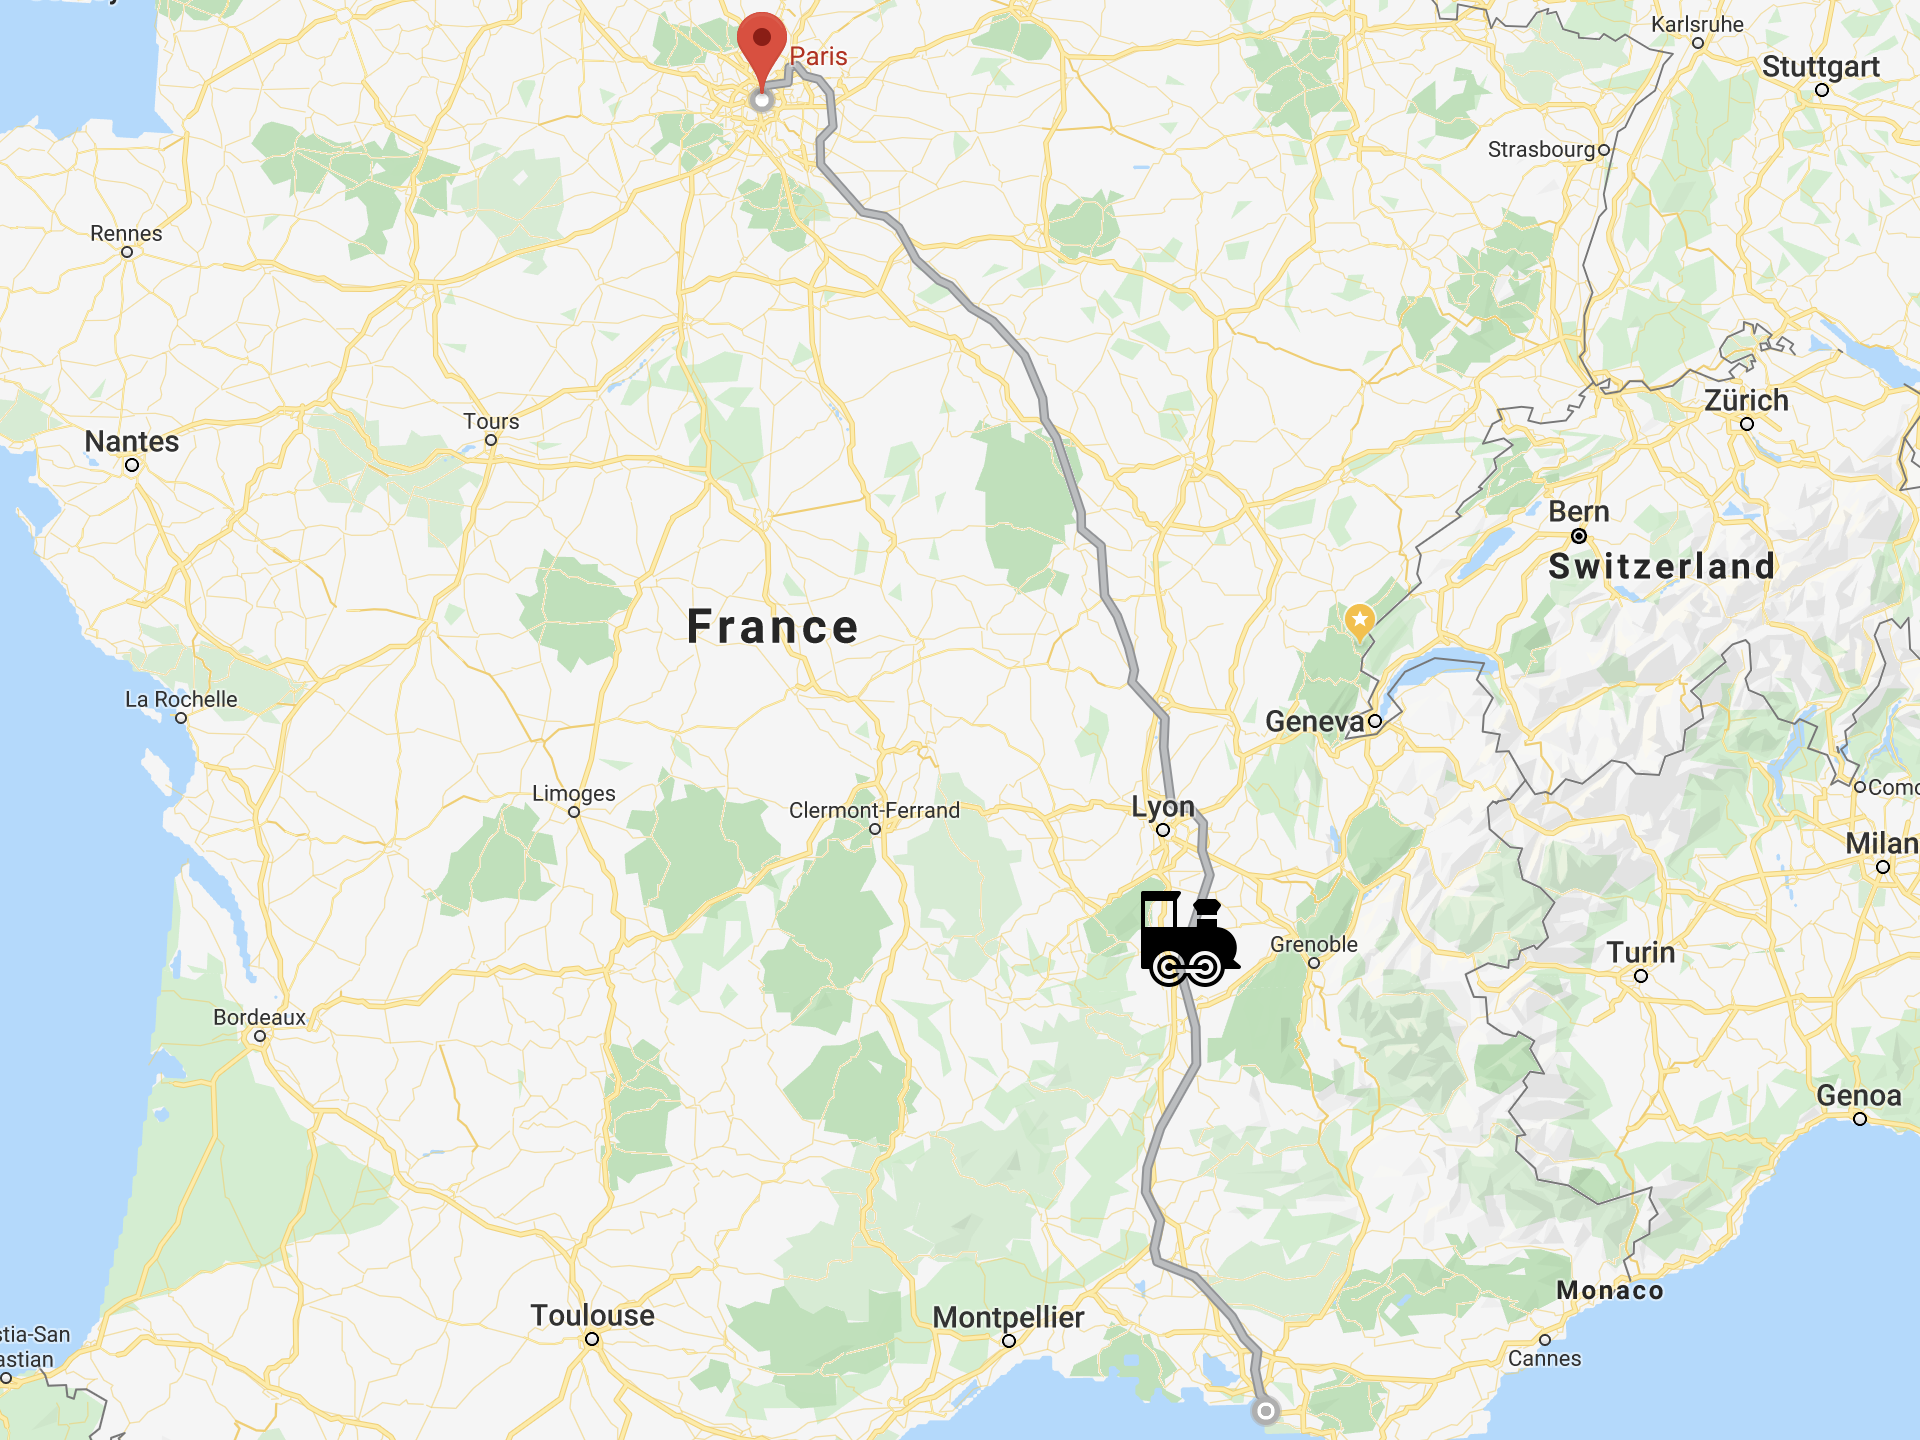 Karlsruhe
Paris
Stuttgart
Strasbourg
Rennes
Zürich
Tours
Nantes
Bern
Switzerland
France
La Rochelle
Geneva
Como
Limoges
Lyon
Clermont-Ferrand
Milan
Grenoble
Turin
Bordeaux
Genoa
Monaco
Toulouse
Montpellier
stia-San
astian
Cannes